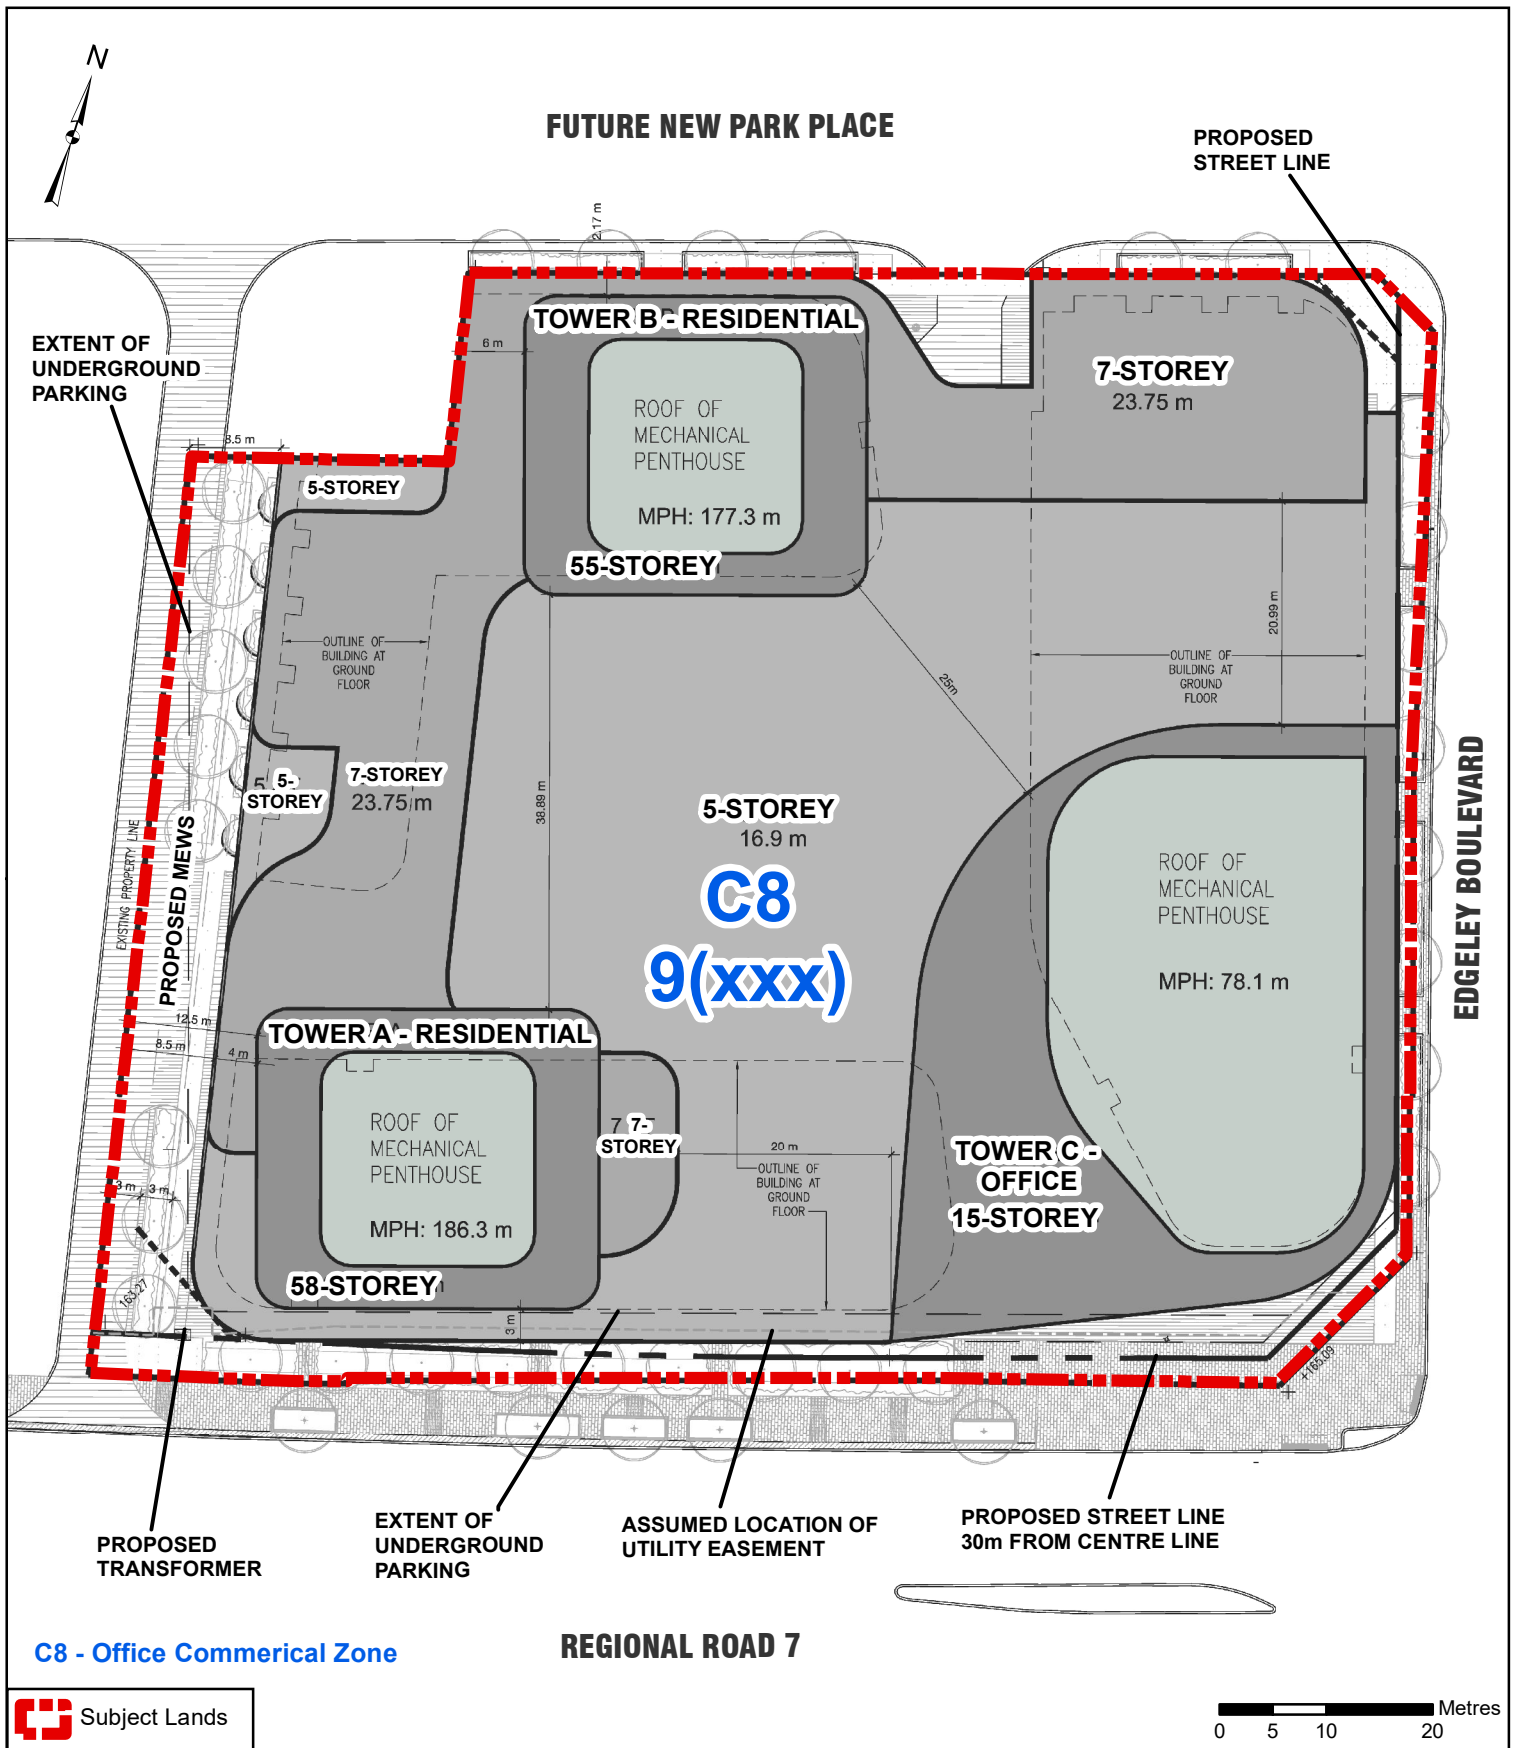 N
FUTURE NEW PARK PLACE
PROPOSED
STREET LINE
2.17 m
EXTENT OF
UNDERGROUND
PARKING
TOWER B - RESIDENTIAL
6 m
7-STOREY
23.75 m
ROOF OF
MECHANICAL
PENTHOUSE
MPH: 177.3 m
55-STOREY
8.5 m
5-STOREY
OUTLINE OF
BUILDING AT
GROUND
FLOOR
20.99 m
OUTLINE OF
BUILDING AT
GROUND
FLOOR
25m
5-
STOREY
7-STOREY
23.75 m
38.89 m
5-STOREY
16.9 m
C8
9(xxx)
EXISTING PROPERTY LINE
PROPOSED MEWS
EDGELEY BOULEVARD
ROOF OF
MECHANICAL
PENTHOUSE
MPH: 78.1 m
12.5 m
8.5 m
4 m
TOWER A - RESIDENTIAL
ROOF OF
MECHANICAL
PENTHOUSE
MPH: 186.3 m
58-STOREY
7-
STOREY
20 m
OUTLINE OF
BUILDING AT
GROUND
FLOOR
TOWER C -
OFFICE
15-STOREY
3 m
3 m
163.27
3 m
+165.09
PROPOSED
TRANSFORMER
EXTENT OF
UNDERGROUND
PARKING
ASSUMED LOCATION OF
UTILITY EASEMENT
PROPOSED STREET LINE
30m FROM CENTRE LINE
C8 - Office Commerical Zone
REGIONAL ROAD 7
Subject Lands
Metres
0 5 10 20